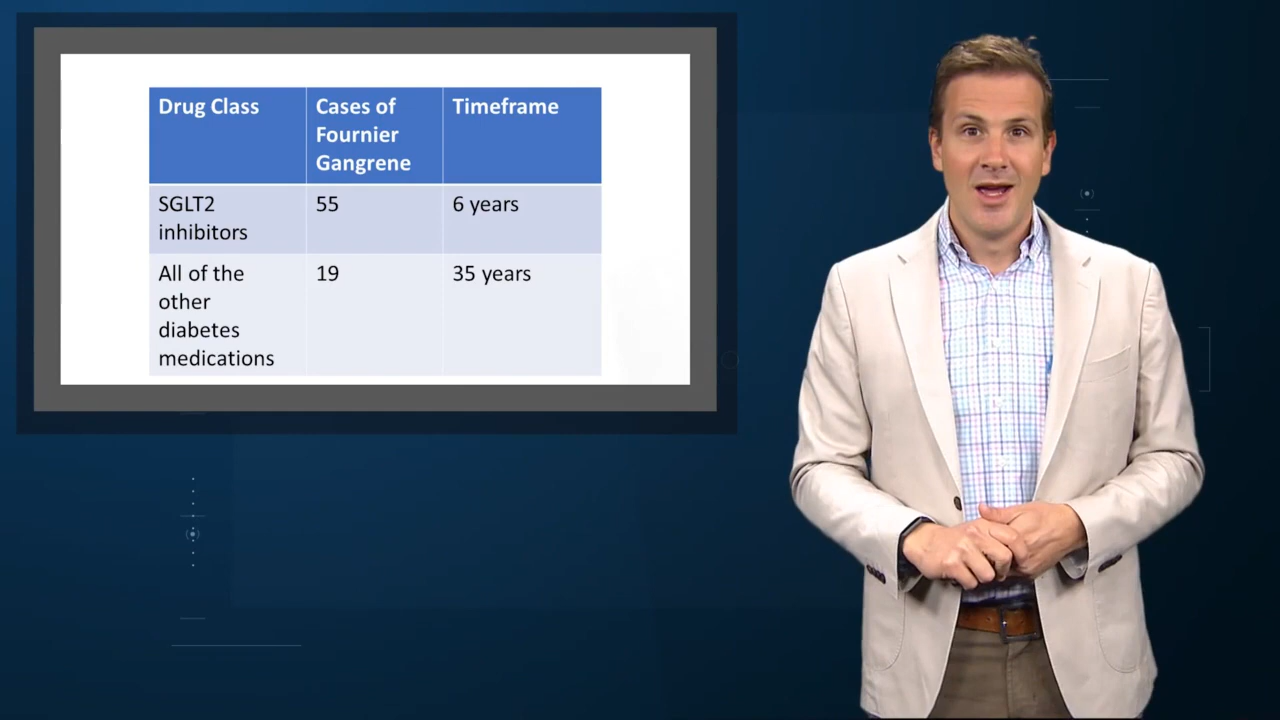 Drug Class
Cases of
Fournier
Gangrene
Timeframe
SGLT2
inhibitors
55
6 years
All of the
other
diabetes
medications
19
35 years